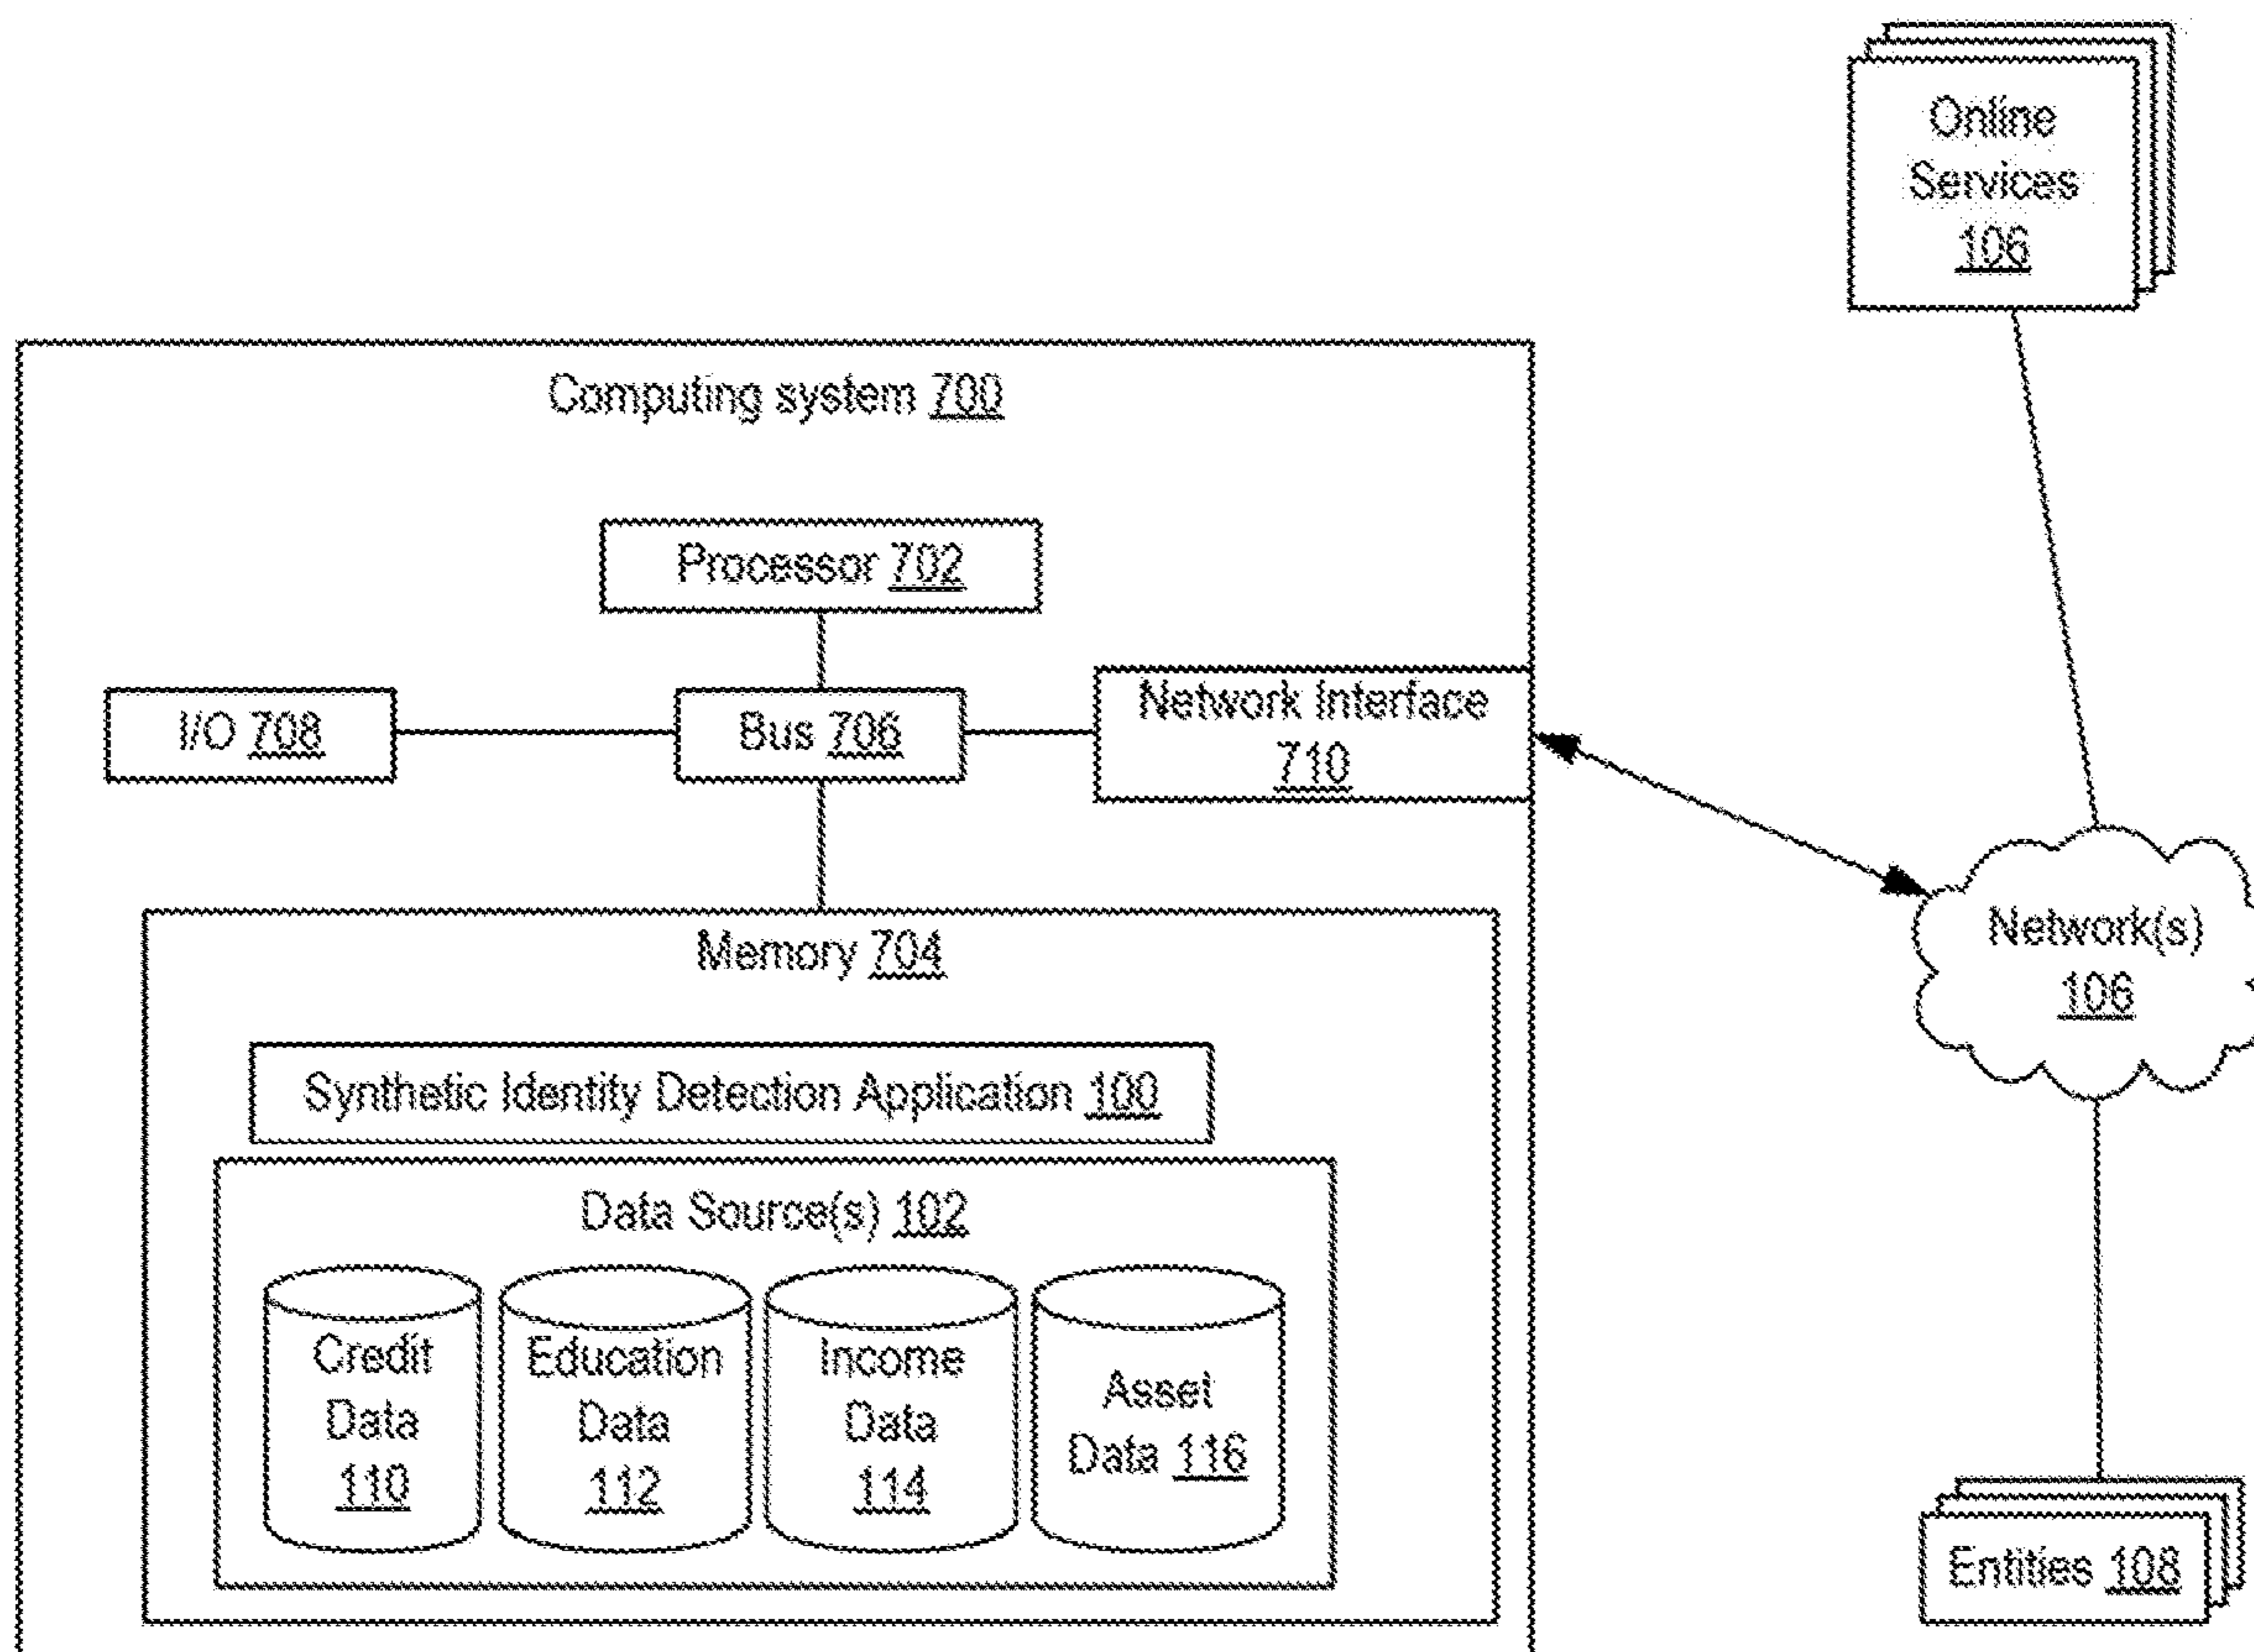 Online
Services
106
Computing system 700
Processor 702
I/O 708
Bus 706
Network Interface
710
Network(s)
106
Memory 704
Synthetic Identity Detection Application 100
Data Source(s) 102
Credit
Data
110
Education
Data
112
Income
Data
114
Asset
Data 116
Entities 108